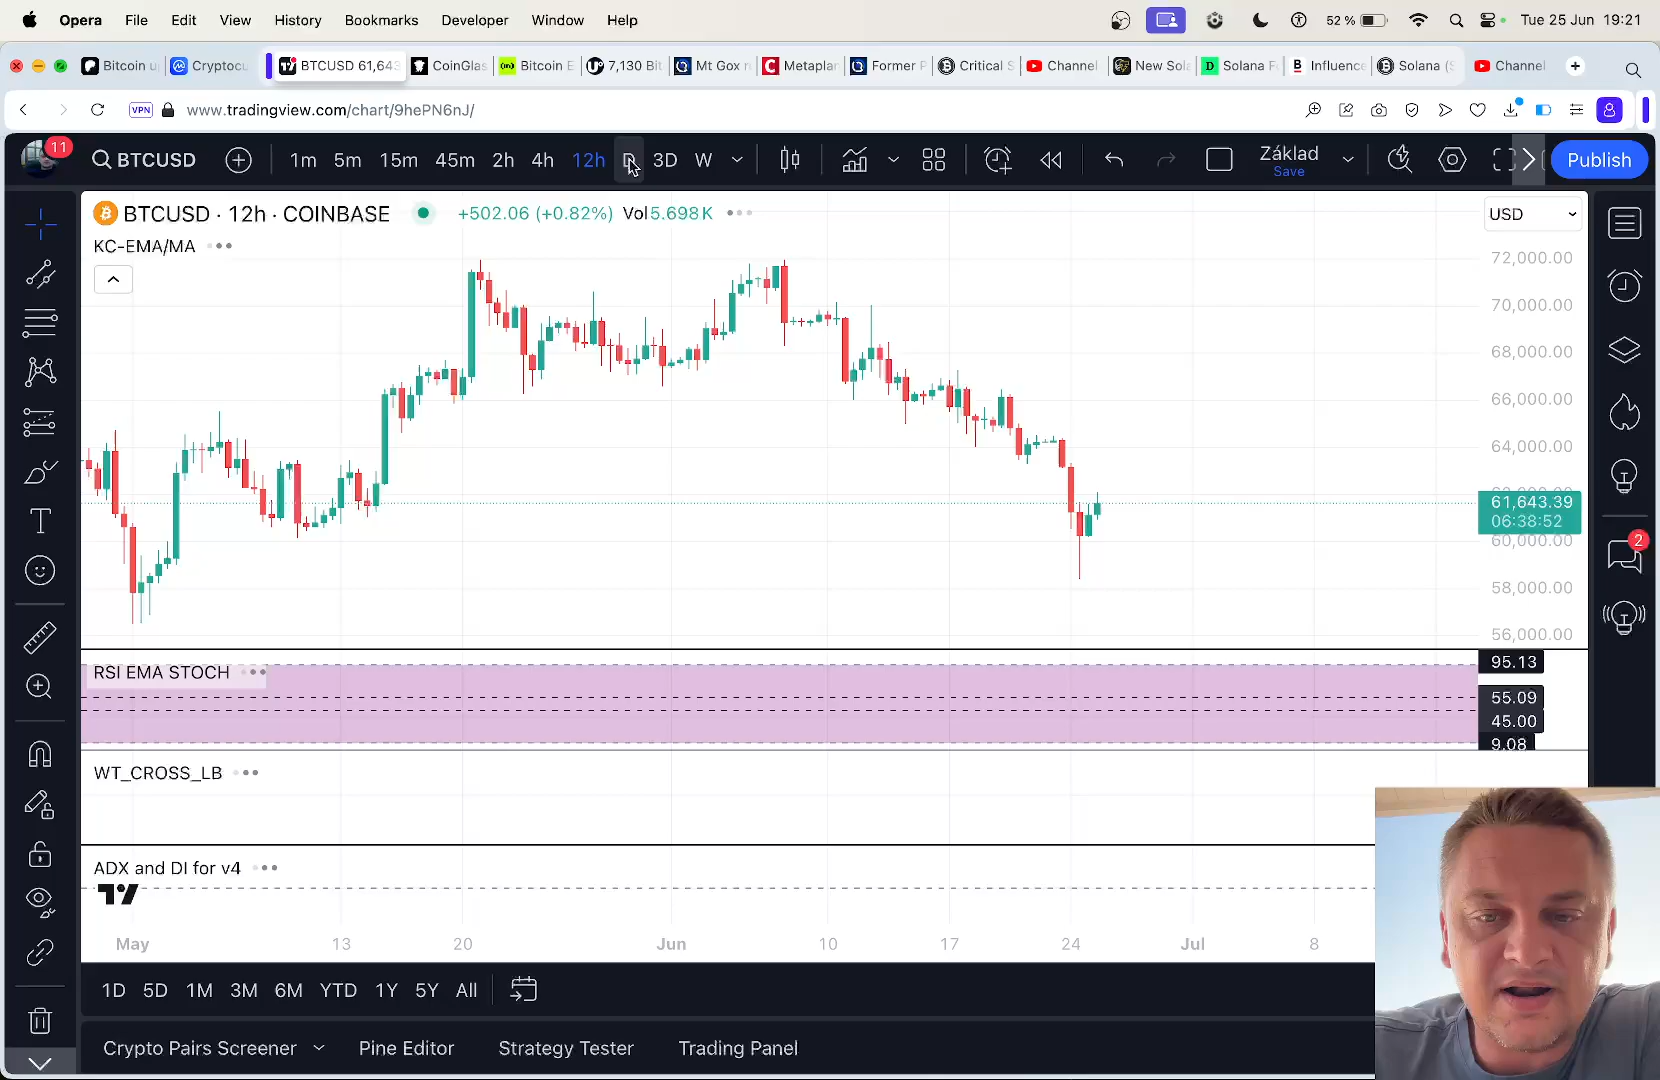 Opera File Edit View History Bookmarks Developer Window Help
52 % Tue 25 Jun 19:21
Bitcoin u Cryptocu BTCUSD 61,643 CoinGlas Bitcoin E 7,130 Bit Mt Gox r Metaplan Former P Critical S Channel New Sol Solana F Influence Solana (S Channel
VPN www.tradingview.com/chart/9hePN6nJ/
11
BTCUSD 1m 5m 15m 45m 2h 4h 12h D 3D W Základ Save Publish
BTCUSD · 12h · COINBASE +502.06 (+0.82%) Vol 5.698 K
USD
KC-EMA/MA
72,000.00
70,000.00
68,000.00
66,000.00
64,000.00
61,643.39
06:38:52
60,000.00
58,000.00
56,000.00
2
RSI EMA STOCH
95.13
55.09
45.00
9.08
WT_CROSS_LB
ADX and DI for v4
May 13 20 Jun 10 17 24 Jul 8
1D 5D 1M 3M 6M YTD 1Y 5Y All
Crypto Pairs Screener Pine Editor Strategy Tester Trading Panel